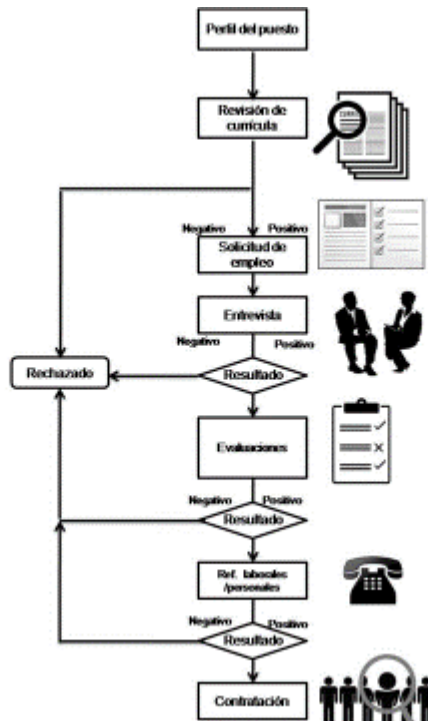 Perfil del puesto
Revisión de
currícula
CURRIC
Negativo Positivo
Solicitud de
empleo
Entrevista
Negativo Positivo
Rechazado
Resultado
Evaluaciones
Negativo Positivo
Resultado
Ref. laborales
/personales
Negativo Positivo
Resultado
Contratación